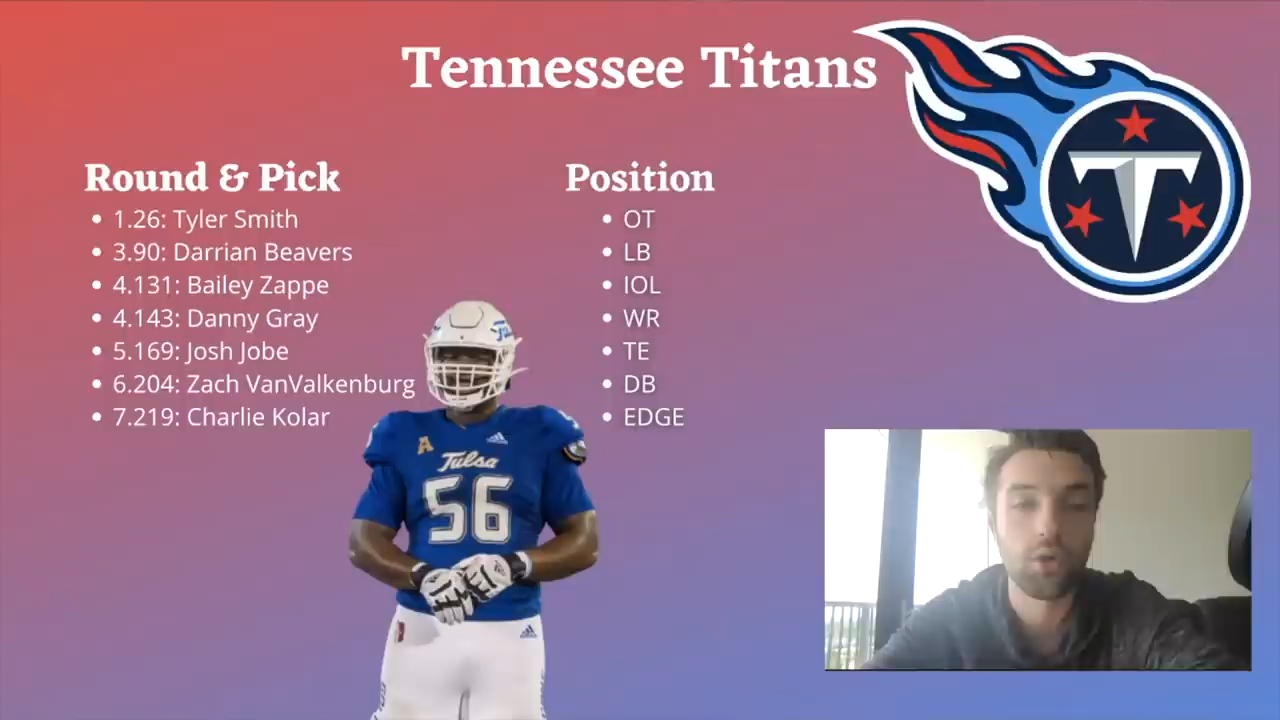 Tennessee Titans
Round & Pick
1.26: Tyler Smith
3.90: Darrian Beavers
4.131: Bailey Zappe
4.143: Danny Gray
5.169: Josh Jobe
6.204: Zach VanValkenburg
7.219: Charlie Kolar
Position
OT
LB
IOL
WR
TE
DB
EDGE
T
A
Tulsa
56